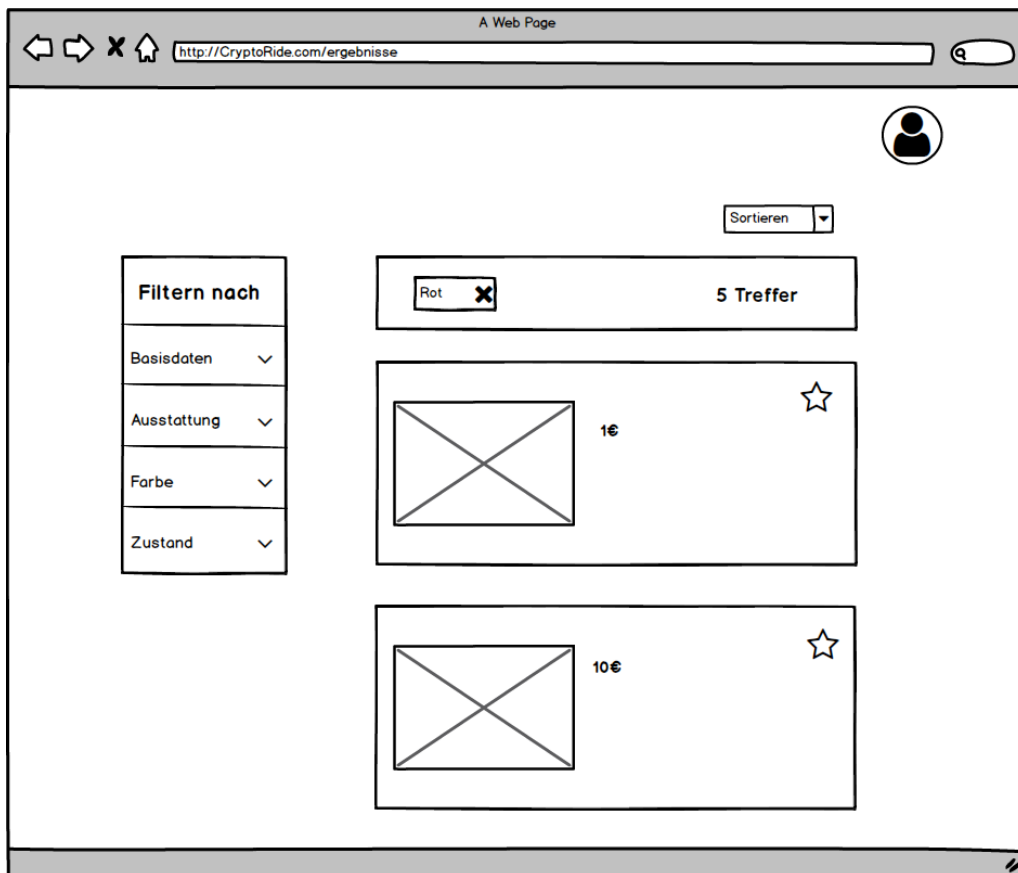 A Web Page
http://CryptoRide.com/ergebnisse
Sortieren
Filtern nach
Basisdaten
Ausstattung
Farbe
Zustand
Rot
5 Treffer
1€
10€